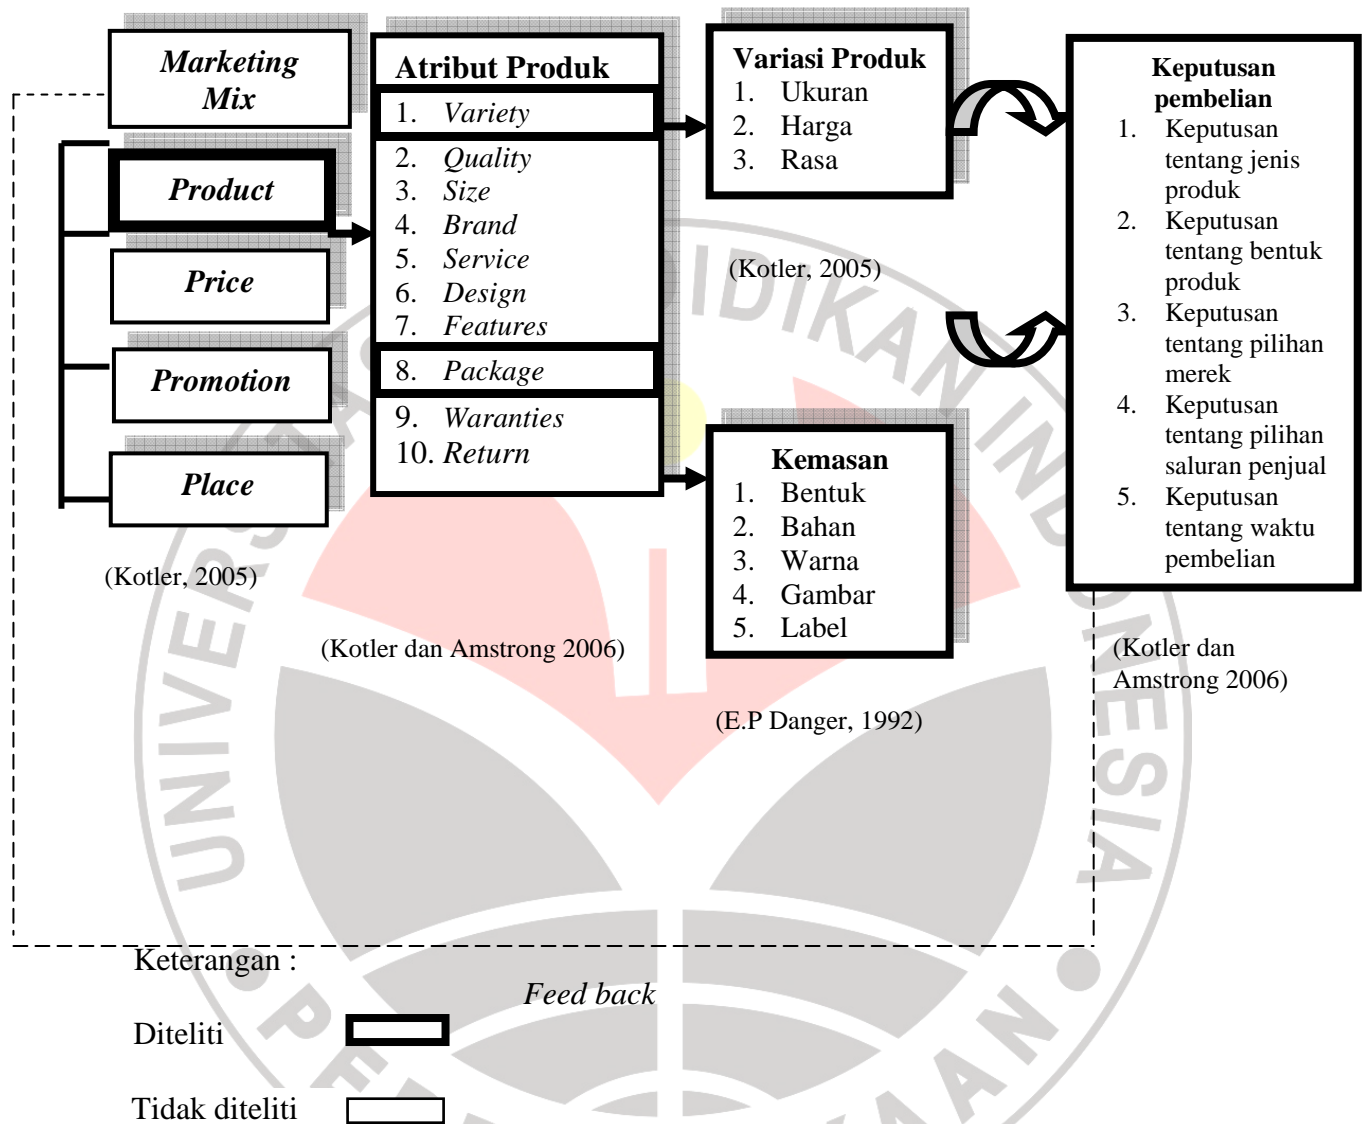 Marketing
Mix
Product
Price
Promotion
Place
(Kotler, 2005)
Atribut Produk
1. Variety
2. Quality
3. Size
4. Brand
5. Service
6. Design
7. Features
8. Package
9. Waranties
10. Return
(Kotler dan Amstrong 2006)
Variasi Produk
1. Ukuran
2. Harga
3. Rasa
(Kotler, 2005)
Kemasan
1. Bentuk
2. Bahan
3. Warna
4. Gambar
5. Label
(E.P Danger, 1992)
Keputusan
pembelian
1. Keputusan
tentang jenis
produk
2. Keputusan
tentang bentuk
produk
3. Keputusan
tentang pilihan
merek
4. Keputusan
tentang pilihan
saluran penjual
5. Keputusan
tentang waktu
pembelian
(Kotler dan
Amstrong 2006)
Keterangan :
Feed back
Diteliti
Tidak diteliti